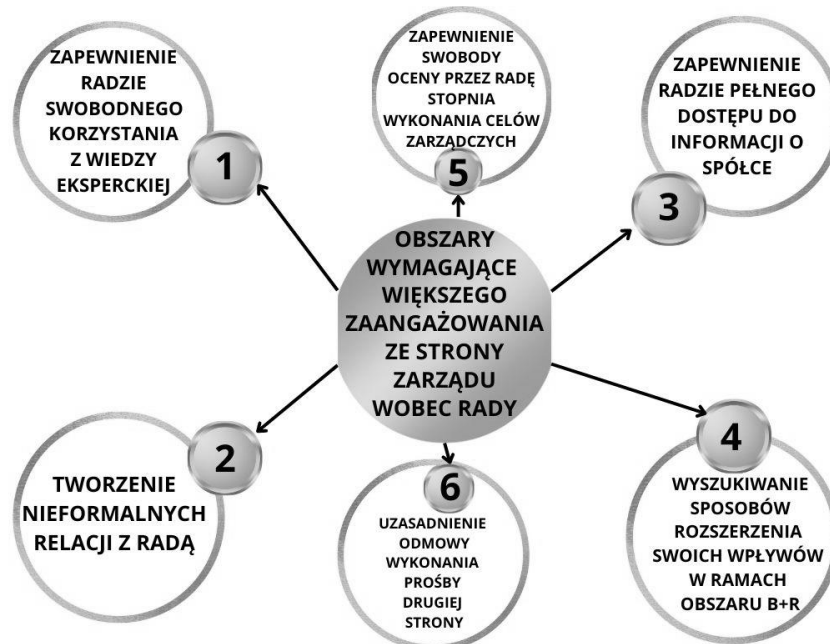 ZAPEWNIENIE
RADZIE
SWOBODNEGO
KORZYSTANIA
Z WIEDZY
EKSPERCKIEJ
1
ZAPEWNIENIE
SWOBODY
OCENY PRZEZ RADĘ
STOPNIA
WYKONANIA CELÓW
ZARZĄDCZYCH
5
ZAPEWNIENIE
RADZIE PEŁNEGO
DOSTĘPU DO
INFORMACJI O
SPÓŁCE
3
OBSZARY
WYMAGAJĄCE
WIĘKSZEGO
ZAANGAŻOWANIA
ZE STRONY
ZARZĄDU
WOBEC RADY
2
TWORZENIE
NIEFORMALNYCH
RELACJI Z RADĄ
6
UZASADNIENIE
ODMOWY
WYKONANIA
PROŚBY
DRUGIEJ
STRONY
4
WYSZUKIWANIE
SPOSOBÓW
ROZSZERZENIA
SWOICH WPŁYWÓW
W RAMACH
OBSZARU B+R